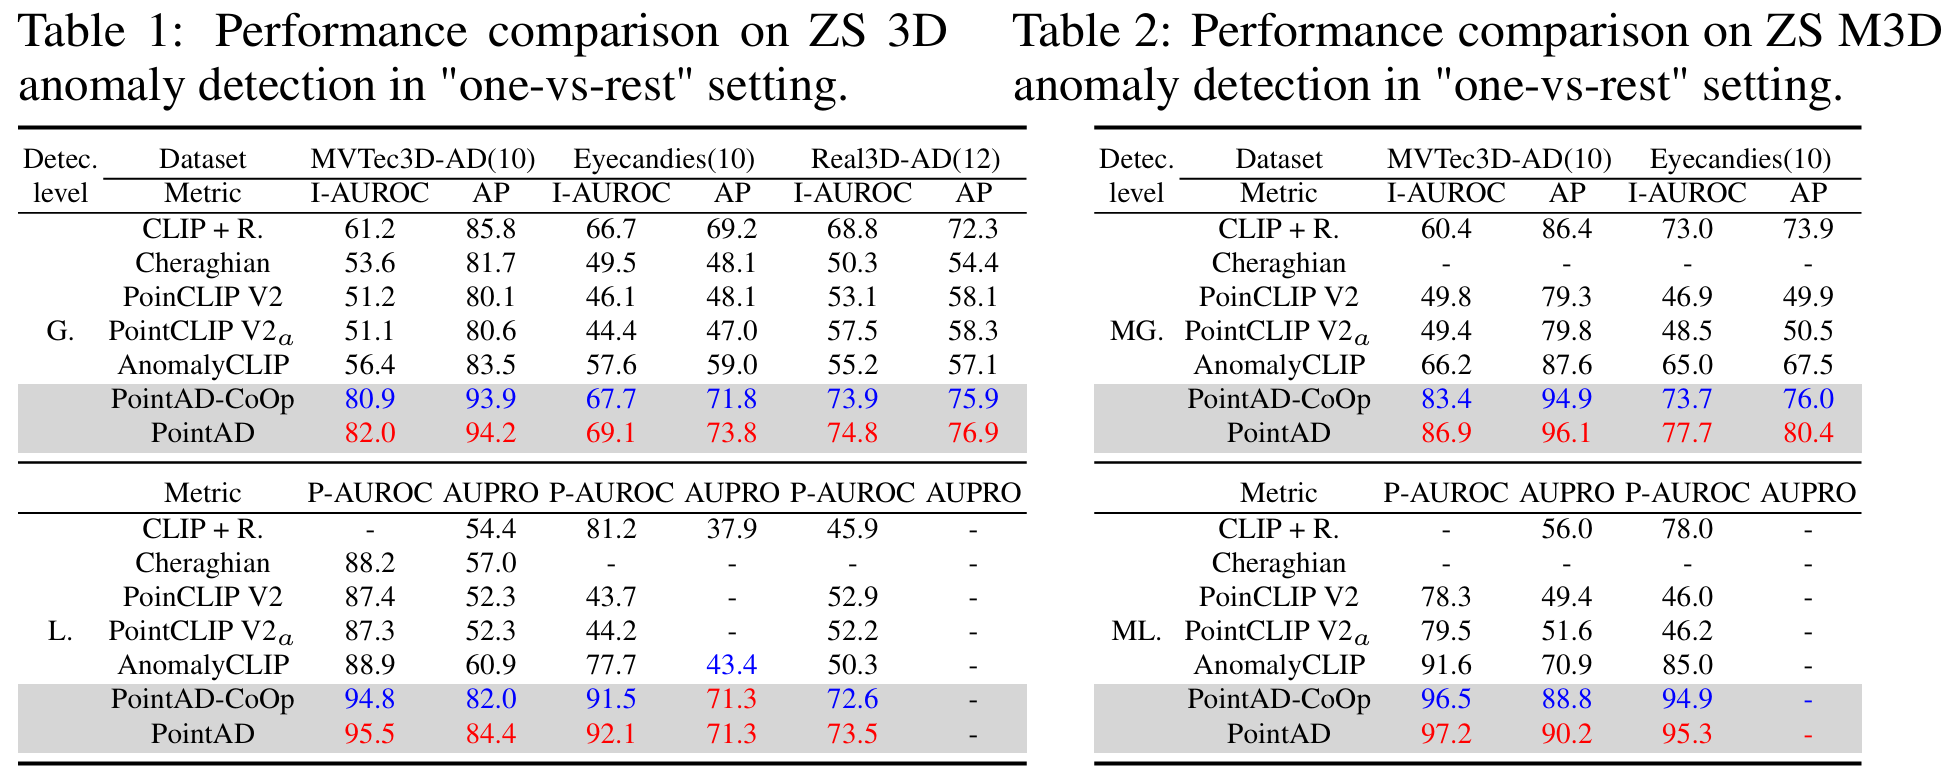 Table 1: Performance comparison on ZS 3D
anomaly detection in "one-vs-rest" setting.
Detec. Dataset MVTec3D-AD(10) Eyecandies(10) Real3D-AD(12)
level Metric I-AUROC AP I-AUROC AP I-AUROC AP
CLIP + R. 61.2 85.8 66.7 69.2 68.8 72.3
Cheraghian 53.6 81.7 49.5 48.1 50.3 54.4
PoinCLIP V2 51.2 80.1 46.1 48.1 53.1 58.1
G. PointCLIP V2a 51.1 80.6 44.4 47.0 57.5 58.3
AnomalyCLIP 56.4 83.5 57.6 59.0 55.2 57.1
PointAD-CoOp 80.9 93.9 67.7 71.8 73.9 75.9
PointAD 82.0 94.2 69.1 73.8 74.8 76.9
Metric P-AUROC AUPRO P-AUROC AUPRO P-AUROC AUPRO
CLIP + R. - 54.4 81.2 37.9 45.9 -
Cheraghian 88.2 57.0 - - - -
PoinCLIP V2 87.4 52.3 43.7 - 52.9 -
L. PointCLIP V2a 87.3 52.3 44.2 - 52.2 -
AnomalyCLIP 88.9 60.9 77.7 43.4 50.3 -
PointAD-CoOp 94.8 82.0 91.5 71.3 72.6 -
PointAD 95.5 84.4 92.1 71.3 73.5 -
Table 2: Performance comparison on ZS M3D
anomaly detection in "one-vs-rest" setting.
Detec. Dataset MVTec3D-AD(10) Eyecandies(10)
level Metric I-AUROC AP I-AUROC AP
CLIP + R. 60.4 86.4 73.0 73.9
Cheraghian - - - -
PoinCLIP V2 49.8 79.3 46.9 49.9
MG. PointCLIP V2a 49.4 79.8 48.5 50.5
AnomalyCLIP 66.2 87.6 65.0 67.5
PointAD-CoOp 83.4 94.9 73.7 76.0
PointAD 86.9 96.1 77.7 80.4
Metric P-AUROC AUPRO P-AUROC AUPRO
CLIP + R. - 56.0 78.0 -
Cheraghian - - - -
PoinCLIP V2 78.3 49.4 46.0 -
ML. PointCLIP V2a 79.5 51.6 46.2 -
AnomalyCLIP 91.6 70.9 85.0 -
PointAD-CoOp 96.5 88.8 94.9 -
PointAD 97.2 90.2 95.3 -